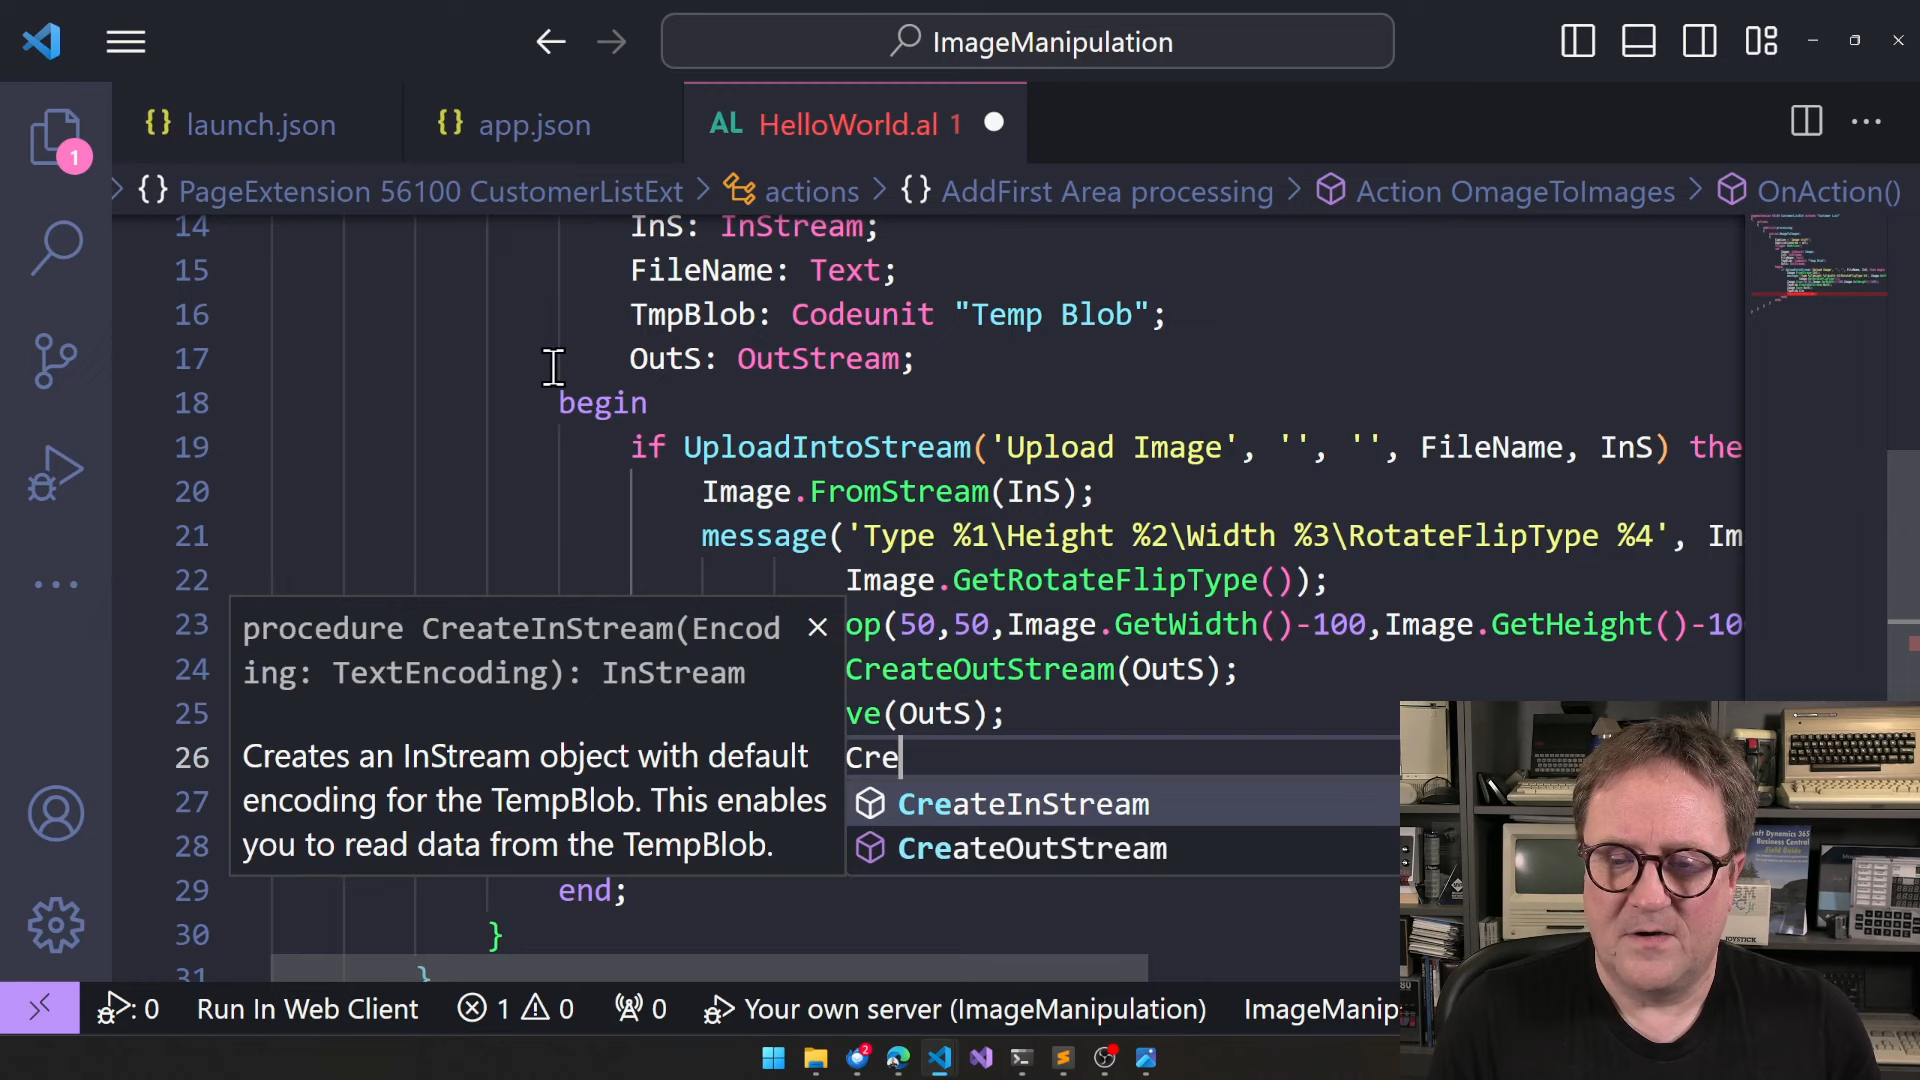 ImageManipulation
launch.json
app.json
AL HelloWorld.al 1
PageExtension 56100 CustomerListExt > actions > AddFirst Area processing > Action OmageToImages > OnAction()
1
14 InS: InStream;
15 FileName: Text;
16 TmpBlob: Codeunit "Temp Blob";
17 OutS: OutStream;
18 begin
19 if UploadIntoStream('Upload Image', '', '', FileName, InS) the
20 Image.FromStream(InS);
21 message('Type %1\Height %2\Width %3\RotateFlipType %4', Im
22 Image.GetRotateFlipType());
23 op(50,50,Image.GetWidth()-100,Image.GetHeight()-10
24 CreateOutStream(OutS);
25 ve(OutS);
26 Cre
27
28
29 end;
30 }
31 }
procedure CreateInStream(Encod
ing: TextEncoding): InStream
Creates an InStream object with default
encoding for the TempBlob. This enables
you to read data from the TempBlob.
CreateInStream
CreateOutStream
: 0 Run In Web Client 1 0 0 Your own server (ImageManipulation) ImageManip
2